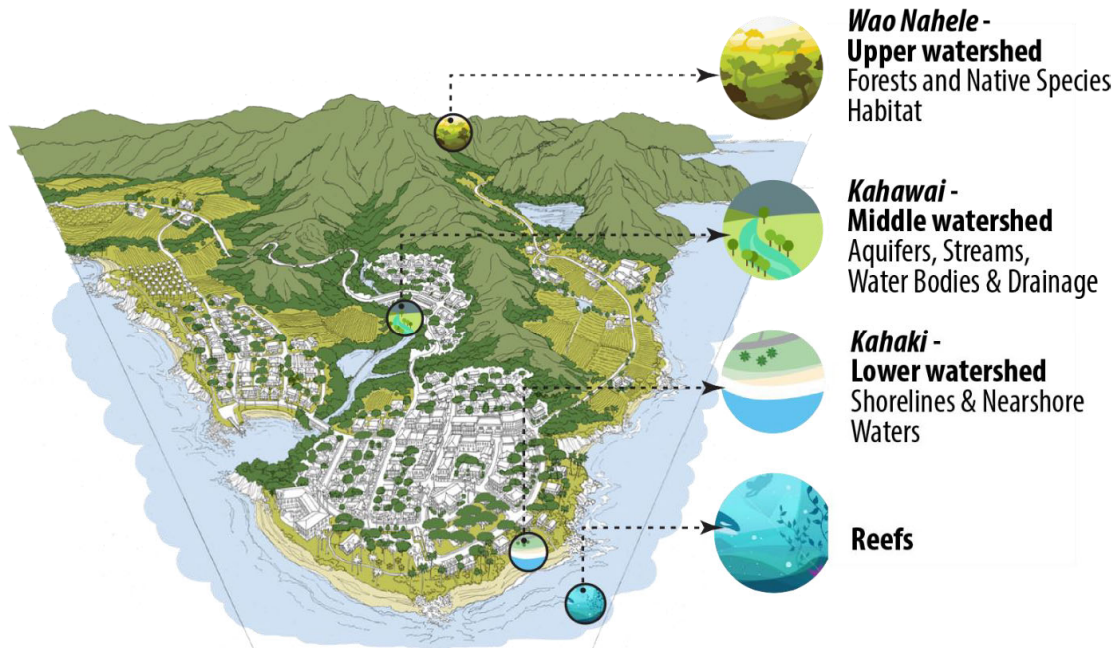 Wao Nahele -
Upper watershed
Forests and Native Species
Habitat
Kahawai -
Middle watershed
Aquifers, Streams,
Water Bodies & Drainage
Kahaki -
Lower watershed
Shorelines & Nearshore
Waters
Reefs